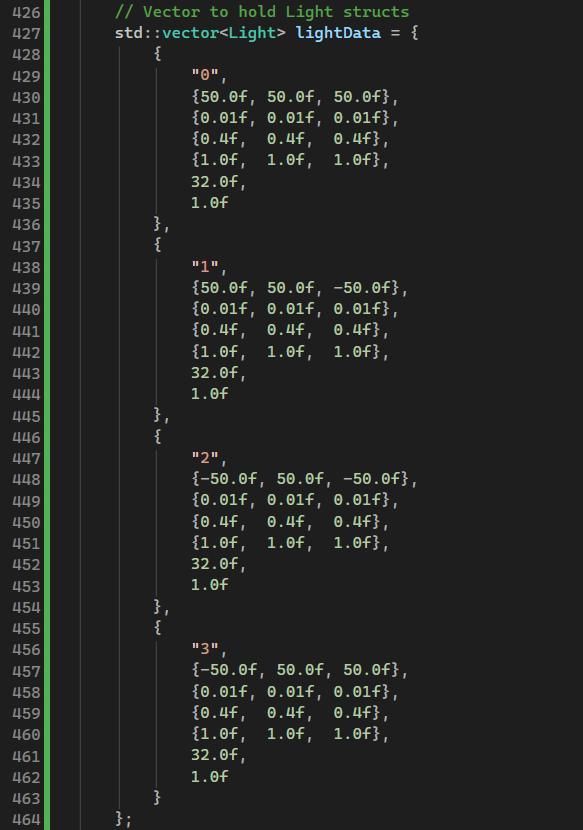 426 // Vector to hold Light structs
427 std::vector<Light> lightData = {
428 {
429 "0",
430 {50.0f, 50.0f, 50.0f},
431 {0.01f, 0.01f, 0.01f},
432 {0.4f, 0.4f, 0.4f},
433 {1.0f, 1.0f, 1.0f},
434 32.0f,
435 1.0f
436 },
437 {
438 "1",
439 {50.0f, 50.0f, -50.0f},
440 {0.01f, 0.01f, 0.01f},
441 {0.4f, 0.4f, 0.4f},
442 {1.0f, 1.0f, 1.0f},
443 32.0f,
444 1.0f
445 },
446 {
447 "2",
448 {-50.0f, 50.0f, -50.0f},
449 {0.01f, 0.01f, 0.01f},
450 {0.4f, 0.4f, 0.4f},
451 {1.0f, 1.0f, 1.0f},
452 32.0f,
453 1.0f
454 },
455 {
456 "3",
457 {-50.0f, 50.0f, 50.0f},
458 {0.01f, 0.01f, 0.01f},
459 {0.4f, 0.4f, 0.4f},
460 {1.0f, 1.0f, 1.0f},
461 32.0f,
462 1.0f
463 }
464 };